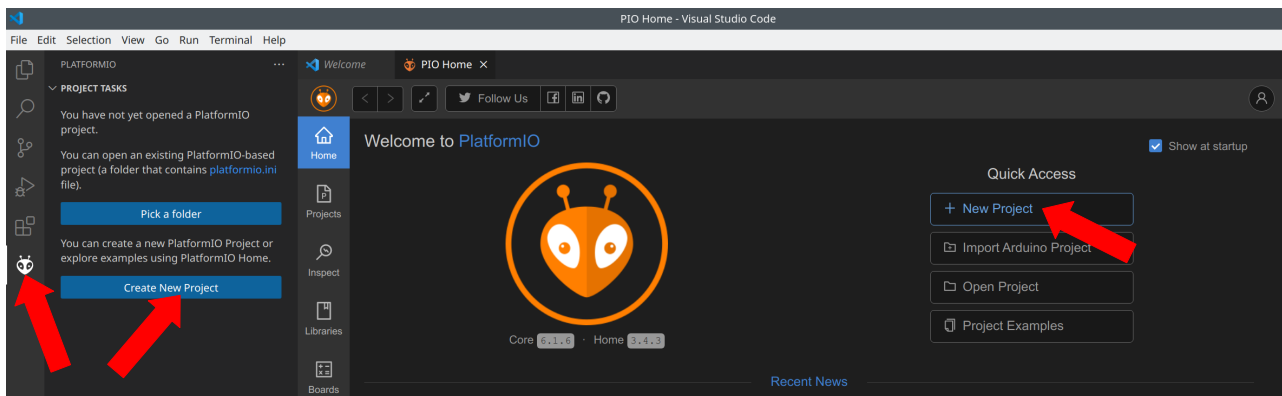 PIO Home - Visual Studio Code
File Edit Selection View Go Run Terminal Help
PLATFORMIO ···
PROJECT TASKS
You have not yet opened a PlatformIO
project.
You can open an existing PlatformIO-based
project (a folder that contains platformio.ini
file).
Pick a folder
You can create a new PlatformIO Project or
explore examples using PlatformIO Home.
Create New Project
Welcome
PIO Home
Follow Us
Home
Projects
Inspect
Libraries
Boards
Welcome to PlatformIO
Core 6.1.6 · Home 3.4.3
Show at startup
Quick Access
+ New Project
Import Arduino Project
Open Project
Project Examples
Recent News